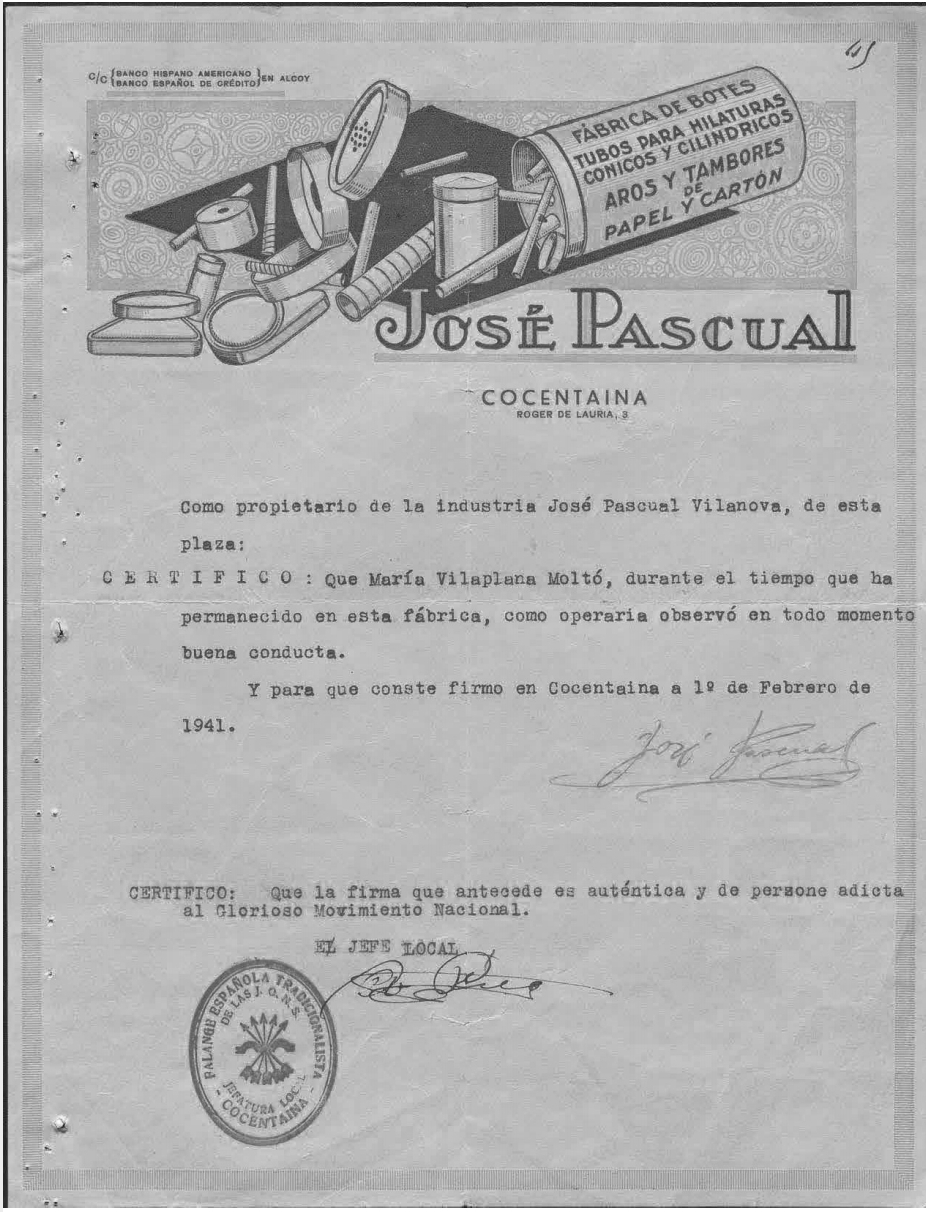 45
C/C BANCO HISPANO AMERICANO
BANCO ESPAÑOL DE CRÉDITO EN ALCOY
FÁBRICA DE BOTES
TUBOS PARA HILATURAS
CONICOS Y CILINDRICOS
AROS Y TAMBORES
DE
PAPEL Y CARTÓN
JOSÉ PASCUAL
COCENTAINA
ROGER DE LAURIA, 3
Como propietario de la industria José Pascual Vilanova, de esta
plaza:
C E R T I F I C O : Que María Vilaplana Moltó, durante el tiempo que ha
permanecido en esta fábrica, como operaria observó en todo momento
buena conducta.
Y para que conste firmo en Cocentaina a 1º de Febrero de
1941.
José Pascual
CERTIFICO: Que la firma que antecede es auténtica y de persone adicta
al Glorioso Movimiento Nacional.
EL JEFE LOCAL
FALANGE ESPAÑOLA TRADICIONALISTA
DE LAS J. O. N. S.
JEFATURA LOCAL
- COCENTAINA -